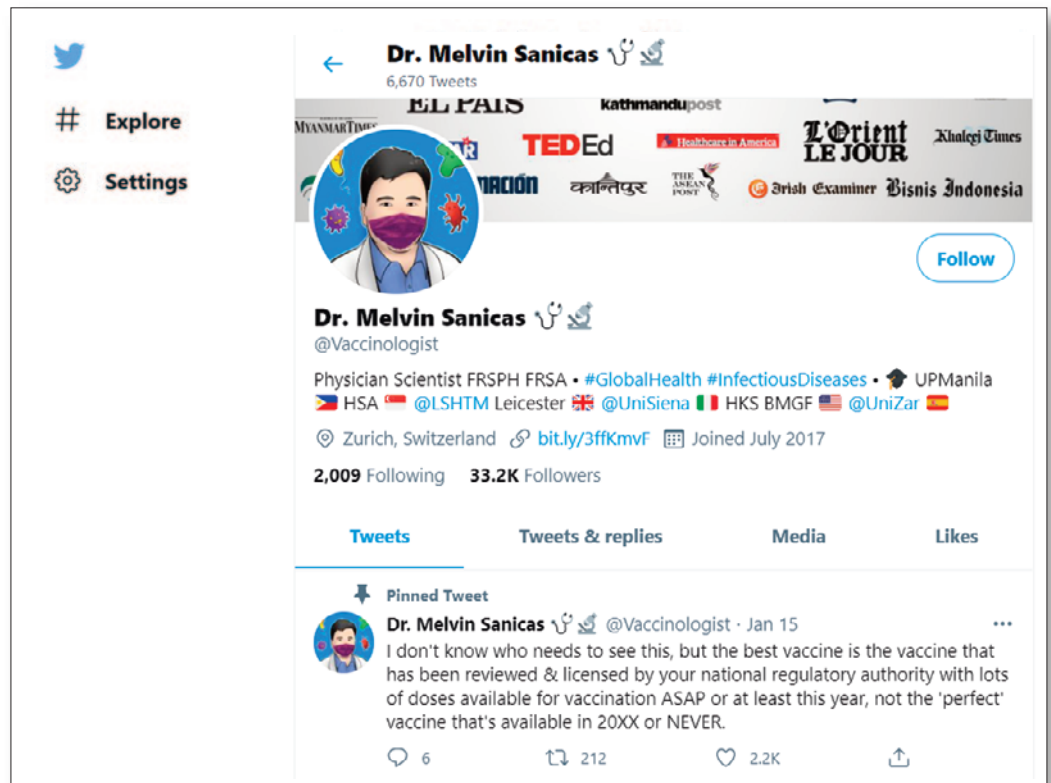 Dr. Melvin Sanicas
6,670 Tweets
Explore
Settings
EL PAIS
kathmandupost
MYANMAR TIMES
TEDEd
Healthcare in America
L'Orient
LE JOUR
Khaleej Times
कान्तिपुर
THE
ASEAN
POST
Irish Examiner
Bisnis Indonesia
Follow
Dr. Melvin Sanicas
@Vaccinologist
Physician Scientist FRSPH FRSA • #GlobalHealth #InfectiousDiseases • 🎓 UPManila
🇵🇭 HSA 🇸🇬 @LSHTM Leicester 🇬🇧 @UniSiena 🇮🇹 HKS BMGF 🇺🇸 @UniZar 🇪🇸
Zurich, Switzerland bit.ly/3ffKmvF Joined July 2017
2,009 Following 33.2K Followers
Tweets Tweets & replies Media Likes
Pinned Tweet
Dr. Melvin Sanicas @Vaccinologist · Jan 15
I don't know who needs to see this, but the best vaccine is the vaccine that
has been reviewed & licensed by your national regulatory authority with lots
of doses available for vaccination ASAP or at least this year, not the 'perfect'
vaccine that's available in 20XX or NEVER.
6 212 2.2K